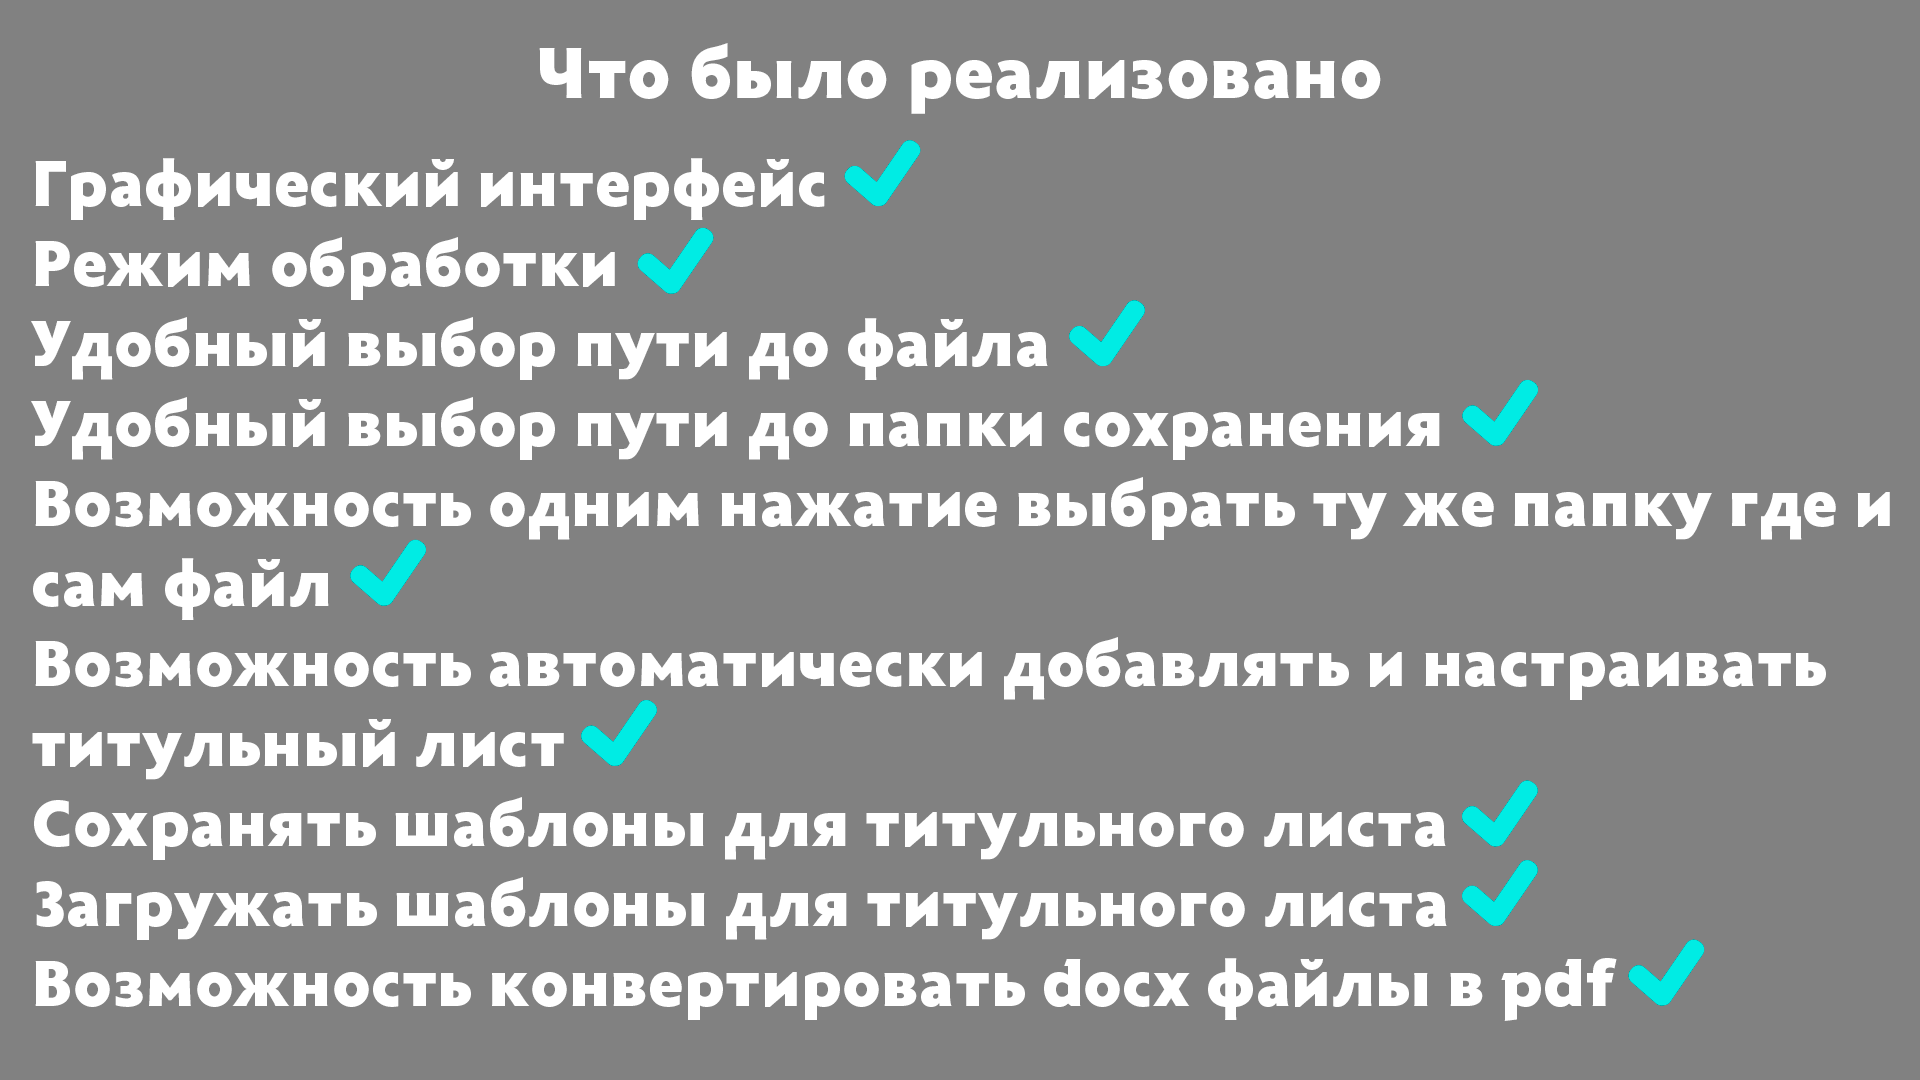 Что было реализовано
Графический интерфейс
Режим обработки
Удобный выбор пути до файла
Удобный выбор пути до папки сохранения
Возможность одним нажатие выбрать ту же папку где и
сам файл
Возможность автоматически добавлять и настраивать
титульный лист
Сохранять шаблоны для титульного листа
Загружать шаблоны для титульного листа
Возможность конвертировать docx файлы в pdf